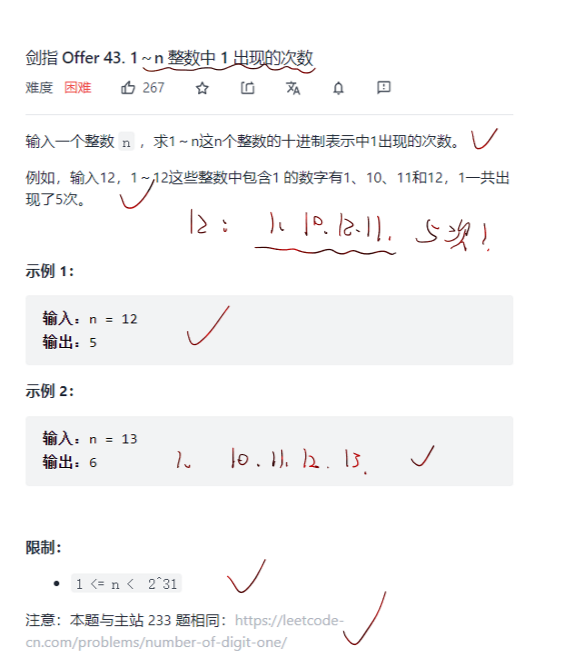 剑指 Offer 43. 1～n 整数中 1 出现的次数
难度 困难 267
输入一个整数 n ，求1～n这n个整数的十进制表示中1出现的次数。
例如，输入12，1～12这些整数中包含1 的数字有1、10、11和12，1一共出
现了5次。
12： 1、10、12、11、 5次！
示例 1：
输入：n = 12
输出：5
示例 2：
输入：n = 13
输出：6 1、 10、11、12、13、
限制：
1 <= n < 2^31
注意：本题与主站 233 题相同：https://leetcode-
cn.com/problems/number-of-digit-one/